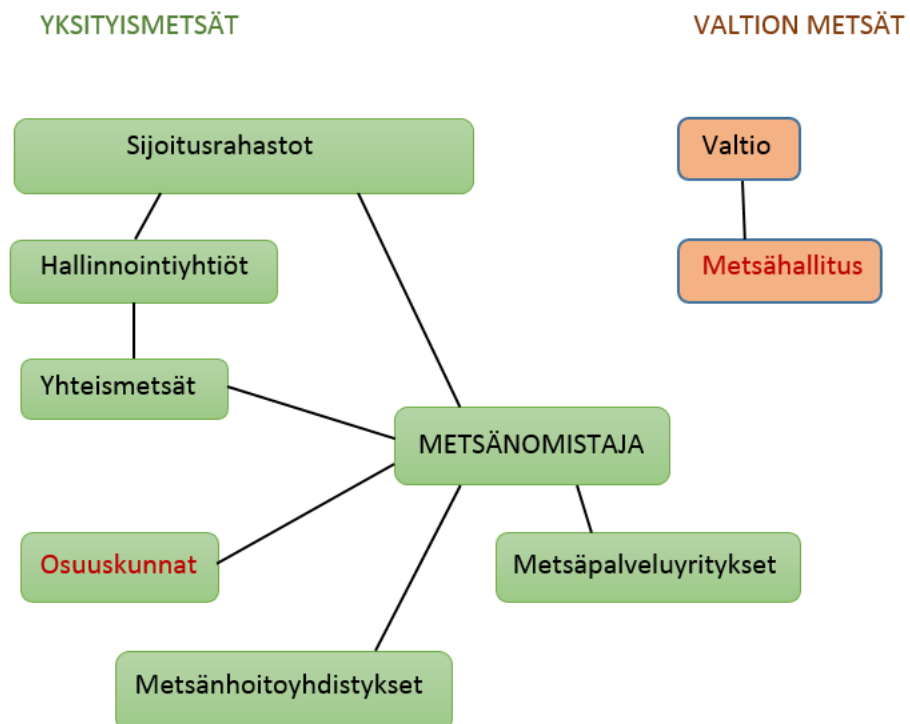 YKSITYISMETSÄT
VALTION METSÄT
Sijoitusrahastot
Valtio
Hallinnointiyhtiöt
Metsähallitus
Yhteismetsät
METSÄNOMISTAJA
Osuuskunnat
Metsäpalveluyritykset
Metsänhoitoyhdistykset